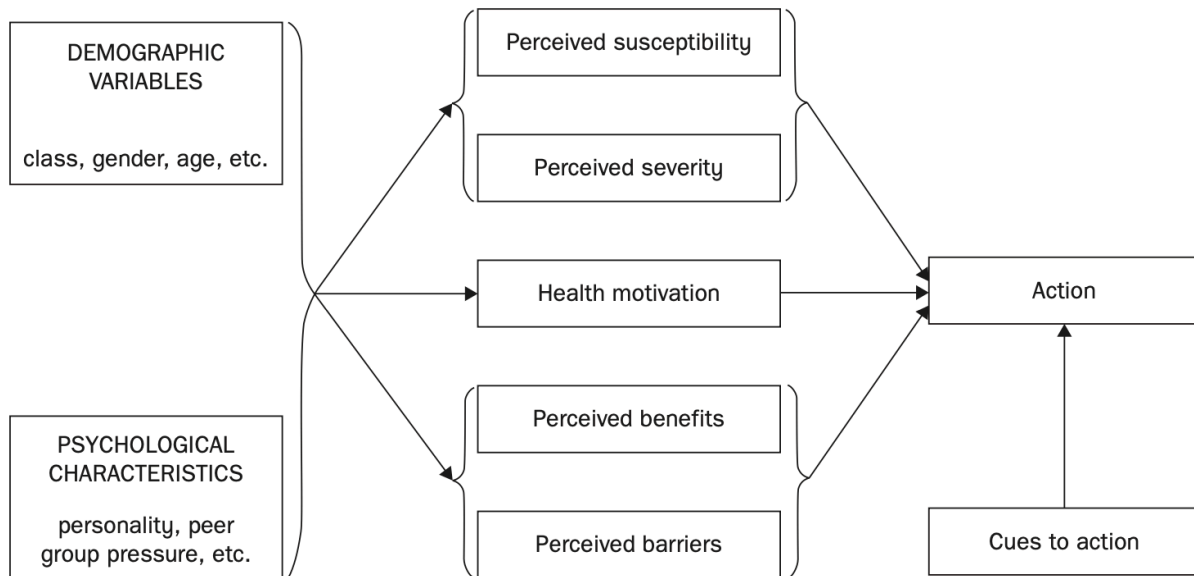 DEMOGRAPHIC
VARIABLES
class, gender, age, etc.
PSYCHOLOGICAL
CHARACTERISTICS
personality, peer
group pressure, etc.
Perceived susceptibility
Perceived severity
Health motivation
Perceived benefits
Perceived barriers
Action
Cues to action